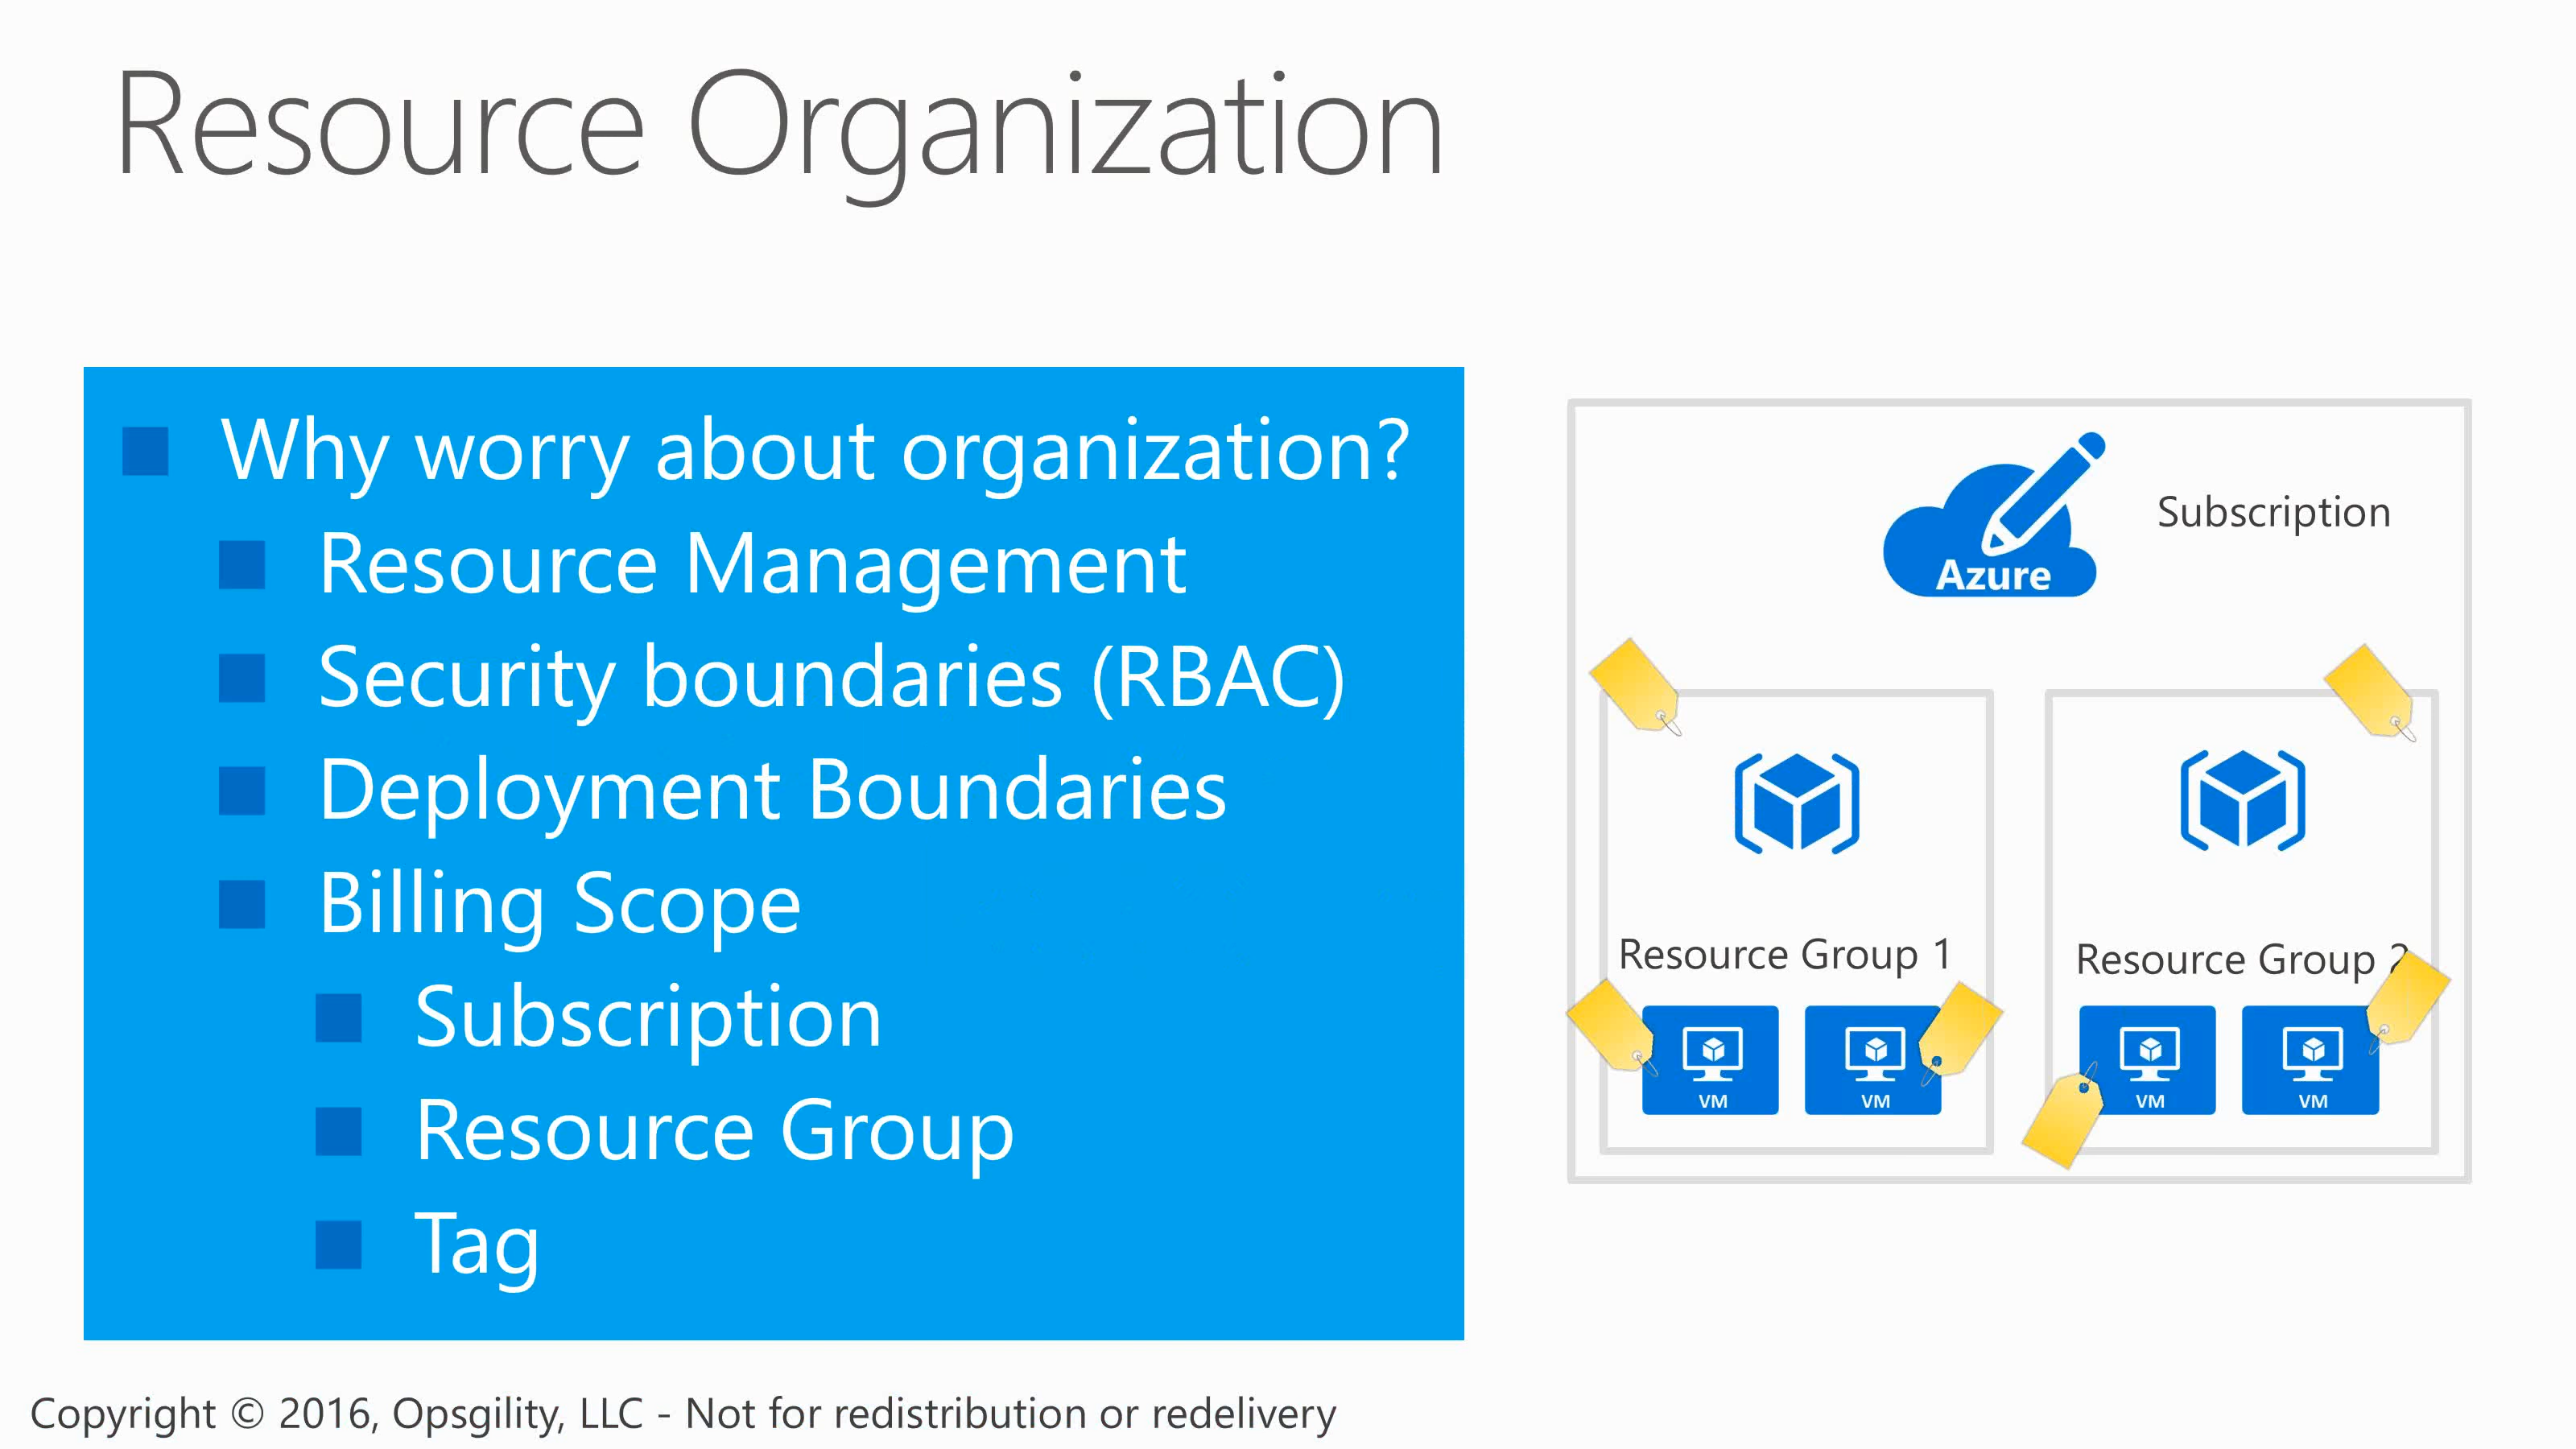 Resource Organization
Why worry about organization?
Resource Management
Security boundaries (RBAC)
Deployment Boundaries
Billing Scope
Subscription
Resource Group
Tag
Azure
Subscription
Resource Group 1
Resource Group 2
VM
VM
VM
VM
Copyright © 2016, Opsgility, LLC - Not for redistribution or redelivery